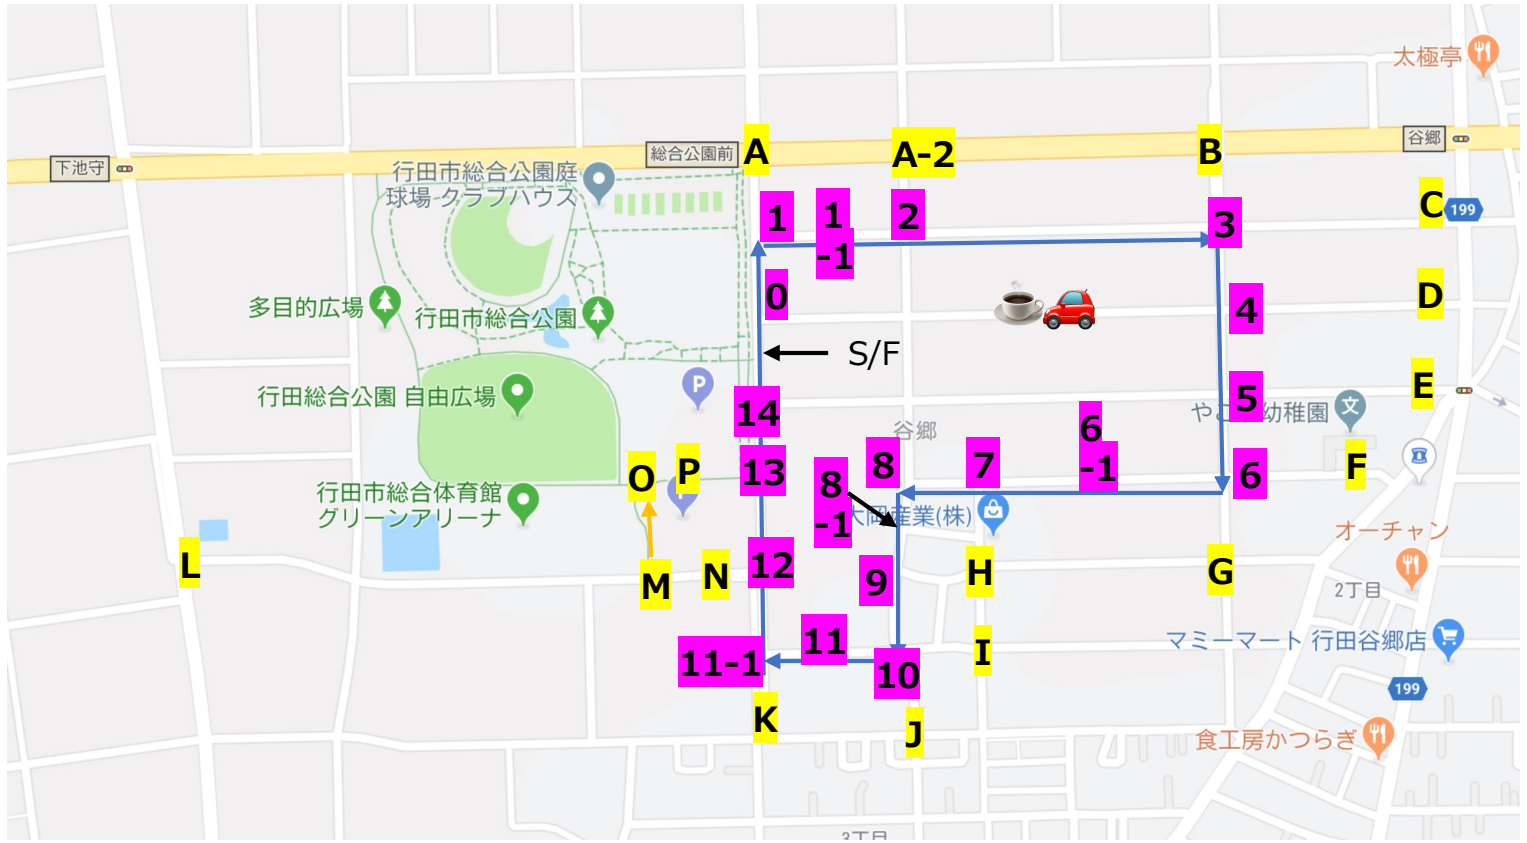 太極亭
A
A-2
B
谷郷
総合公園前
下池守
行田市総合公園庭
球場 クラブハウス
C
199
1
1
-1
2
3
0
D
4
多目的広場
行田市総合公園
S/F
E
行田総合公園 自由広場
14
5
幼稚園
文
P
谷郷
6
-1
8
7
6
F
O
P
13
8
-1
行田市総合体育館
グリーンアリーナ
産業(株)
オーチャン
L
M
N
12
9
H
G
2丁目
11
I
マミーマート 行田谷郷店
11-1
10
199
K
J
食工房かつらぎ